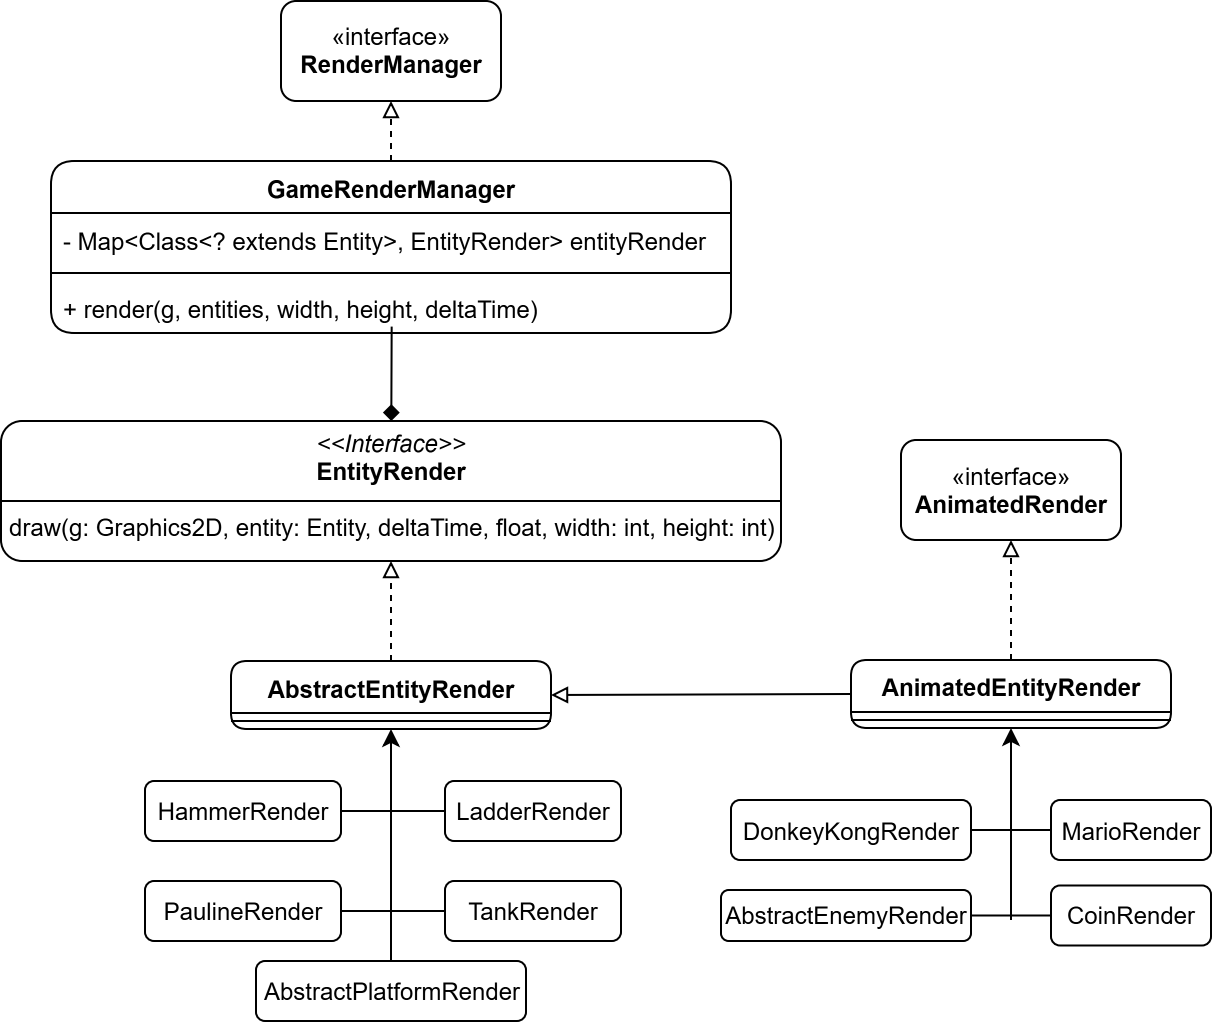 «interface»
RenderManager
GameRenderManager
- Map<Class<? extends Entity>, EntityRender> entityRender
+ render(g, entities, width, height, deltaTime)
<<Interface>>
EntityRender
draw(g: Graphics2D, entity: Entity, deltaTime, float, width: int, height: int)
«interface»
AnimatedRender
AbstractEntityRender
AnimatedEntityRender
HammerRender
LadderRender
DonkeyKongRender
MarioRender
PaulineRender
TankRender
AbstractEnemyRender
CoinRender
AbstractPlatformRender